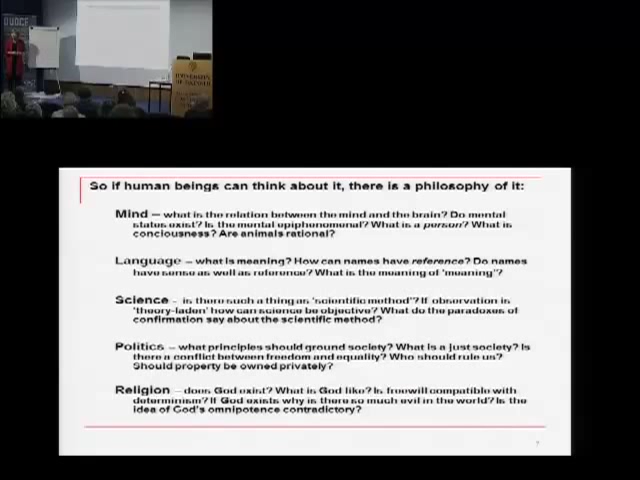 UNIVERSITY
OF OXFORD
So if human beings can think about it, there is a philosophy of it:
Mind – what is the relation between the mind and the brain? Do mental
states exist? Is the mental epiphenomenal? What is a person? What is
conciousness? Are animals rational?
Language – what is meaning? How can names have reference? Do names
have sense as well as reference? What is the meaning of 'meaning"?
Science - is there such a thing as 'scientific method'? If observation is
'theory-laden' how can science be objective? What do the paradoxes of
confirmation say about the scientific method?
Politics – what principles should ground society? What is a just society? Is
there a conflict between freedom and equality? Who should rule us?
Should property be owned privately?
Religion – does God exist? What is God like? Is freewill compatible with
determinism? If God exists why is there so much evil in the world? Is the
idea of God's omnipotence contradictory?
7